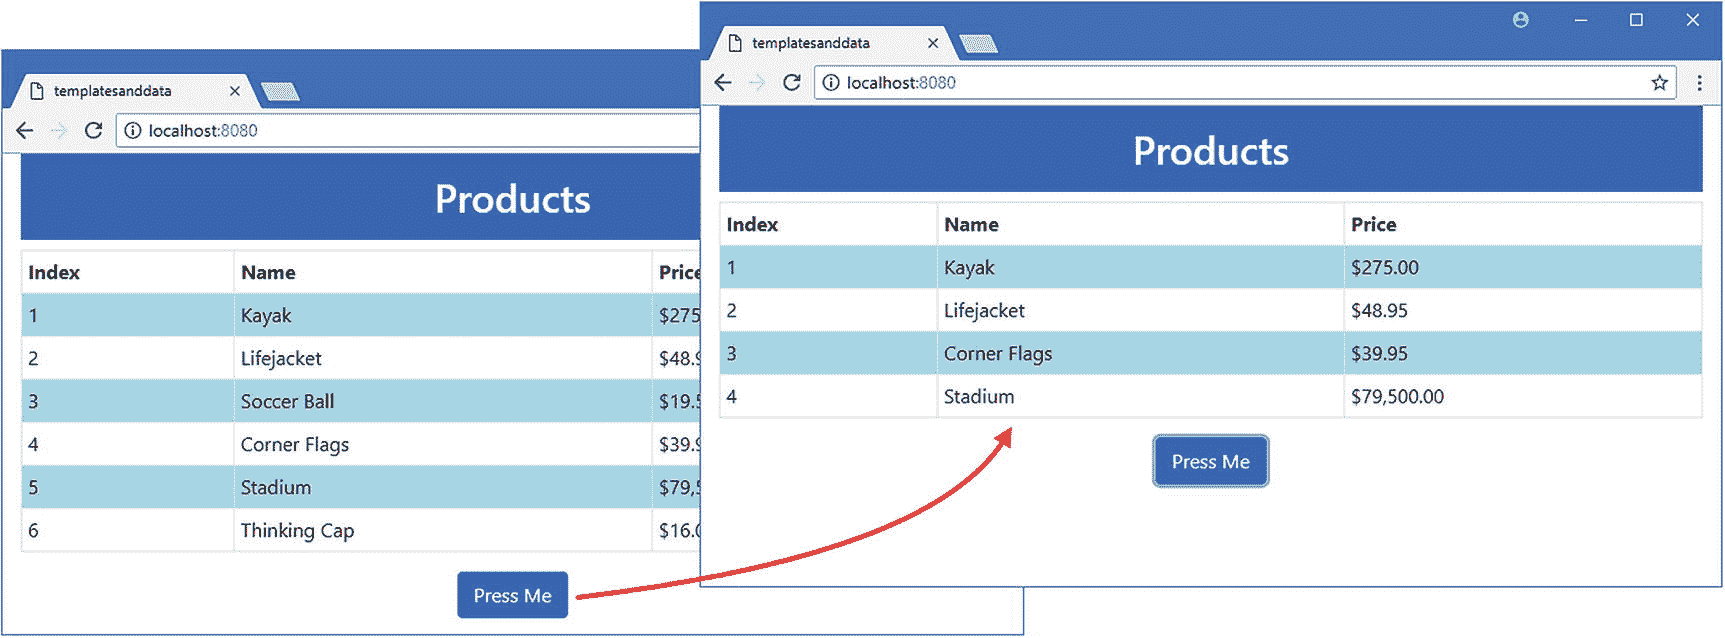 templatesanddata
localhost:8080
Products
Index Name Price
1 Kayak $275
2 Lifejacket $48.9
3 Soccer Ball $19.5
4 Corner Flags $39.9
5 Stadium $79,5
6 Thinking Cap $16.0
Press Me
templatesanddata
localhost:8080
Products
Index Name Price
1 Kayak $275.00
2 Lifejacket $48.95
3 Corner Flags $39.95
4 Stadium $79,500.00
Press Me